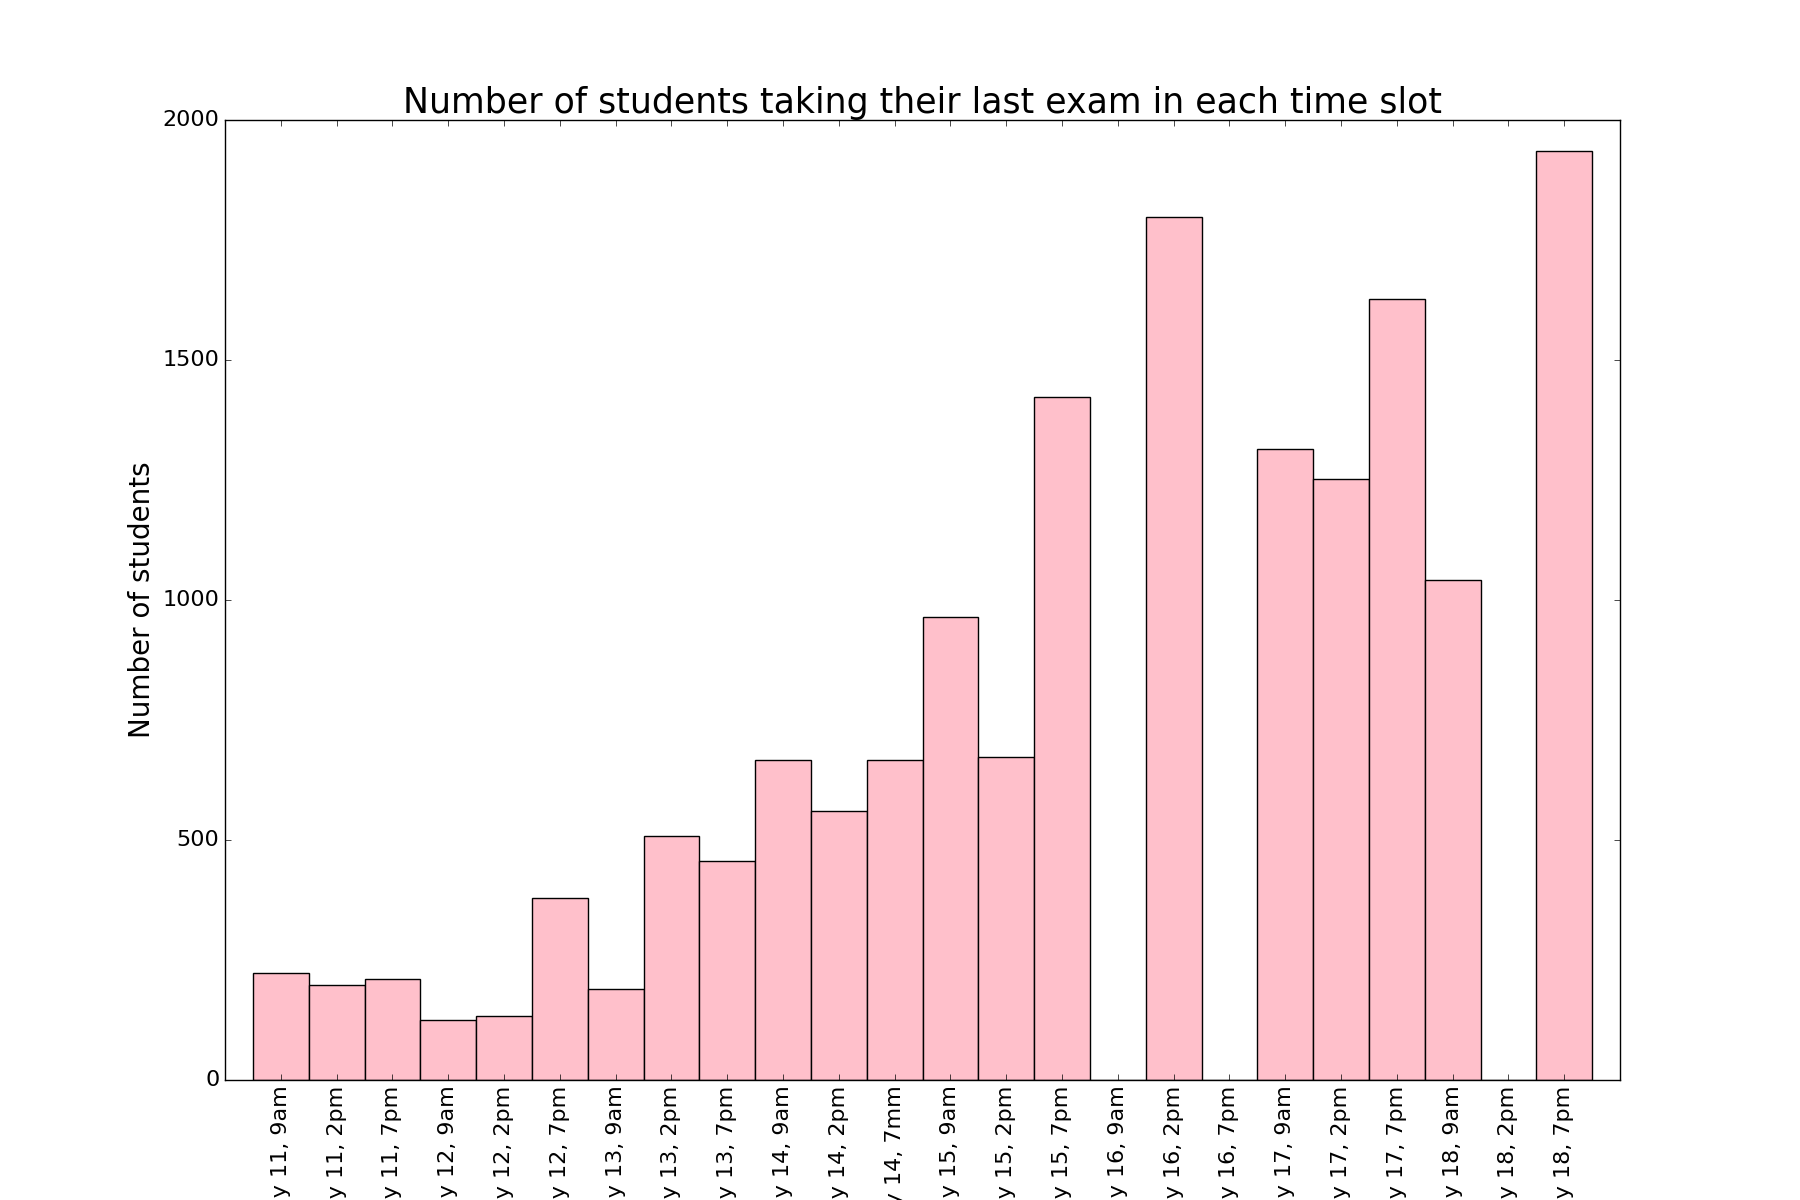 Number of students taking their last exam in each time slot
2000
1500
1000
500
0
Number of students
y 11, 9am
y 11, 2pm
y 11, 7pm
y 12, 9am
y 12, 2pm
y 12, 7pm
y 13, 9am
y 13, 2pm
y 13, 7pm
y 14, 9am
y 14, 2pm
y 14, 7mm
y 15, 9am
y 15, 2pm
y 15, 7pm
y 16, 9am
y 16, 2pm
y 16, 7pm
y 17, 9am
y 17, 2pm
y 17, 7pm
y 18, 9am
y 18, 2pm
y 18, 7pm